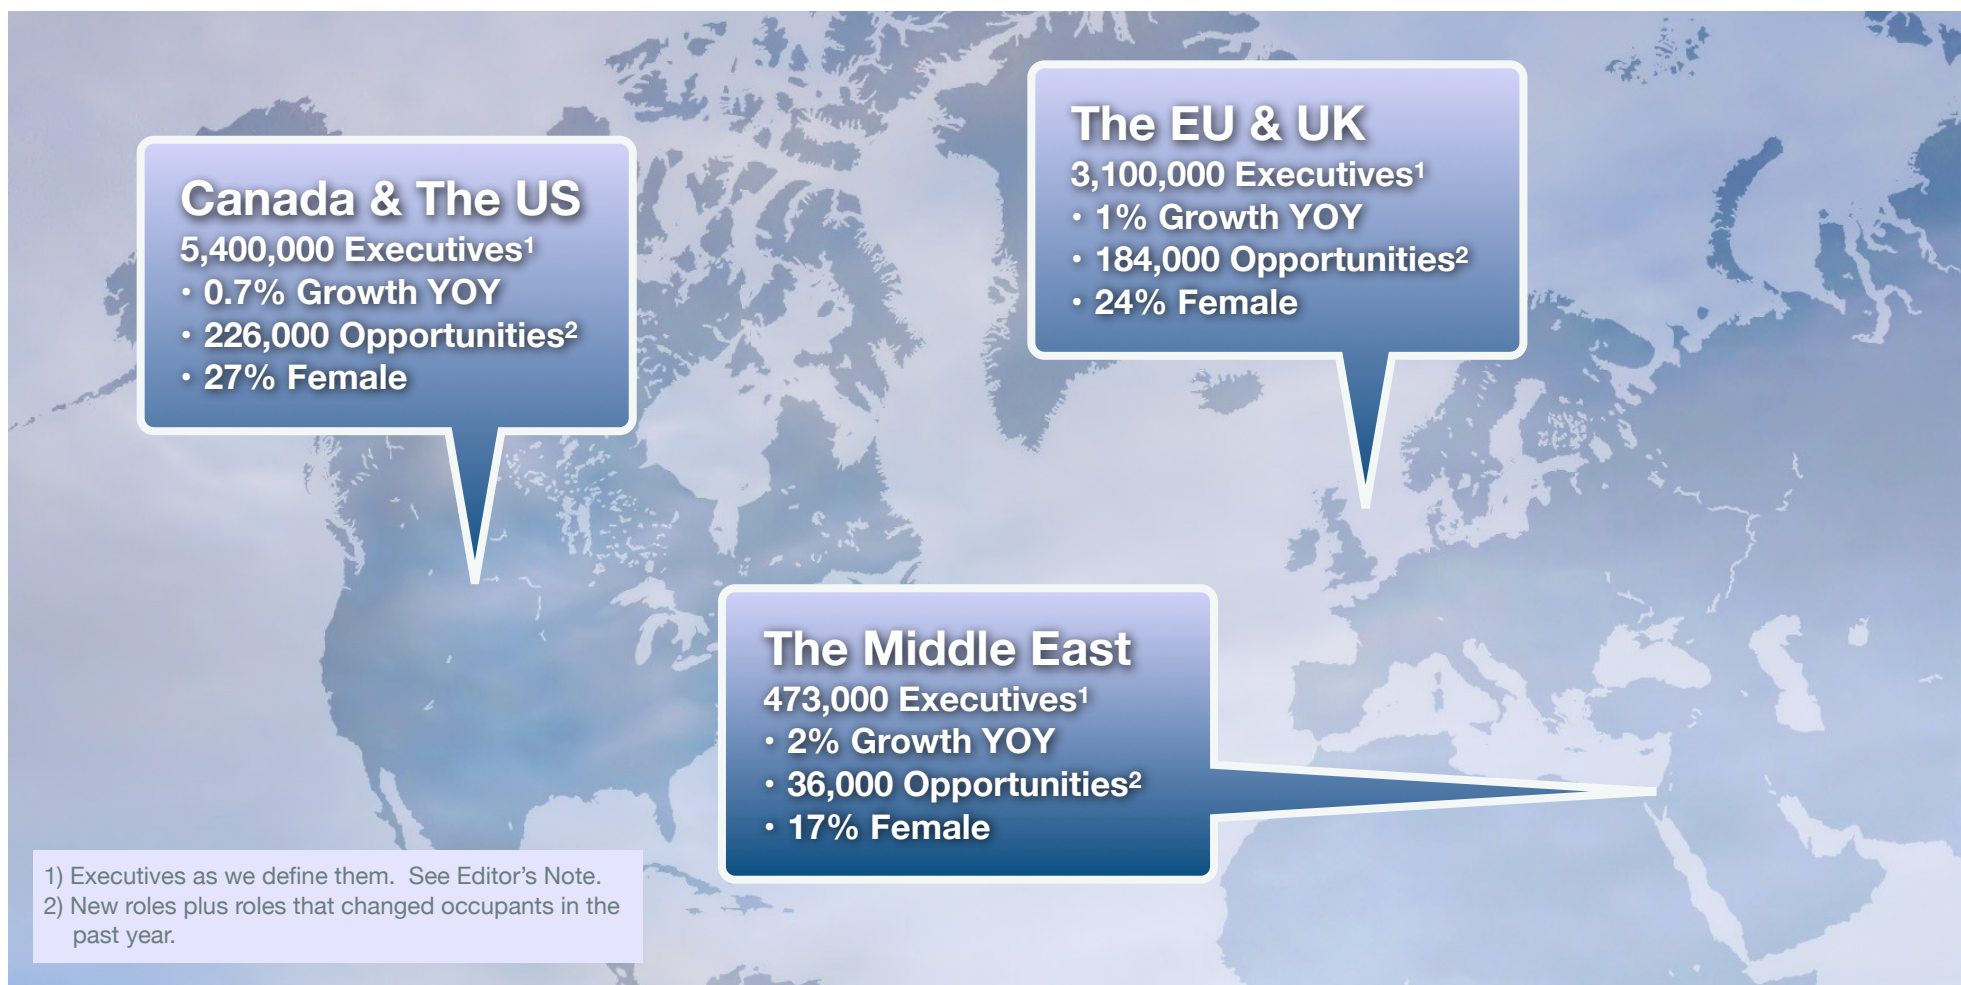 Canada & The US
5,400,000 Executives¹
• 0.7% Growth YOY
• 226,000 Opportunities²
• 27% Female
The EU & UK
3,100,000 Executives¹
• 1% Growth YOY
• 184,000 Opportunities²
• 24% Female
The Middle East
473,000 Executives¹
• 2% Growth YOY
• 36,000 Opportunities²
• 17% Female
1) Executives as we define them.  See Editor’s Note.
2) New roles plus roles that changed occupants in the
past year.